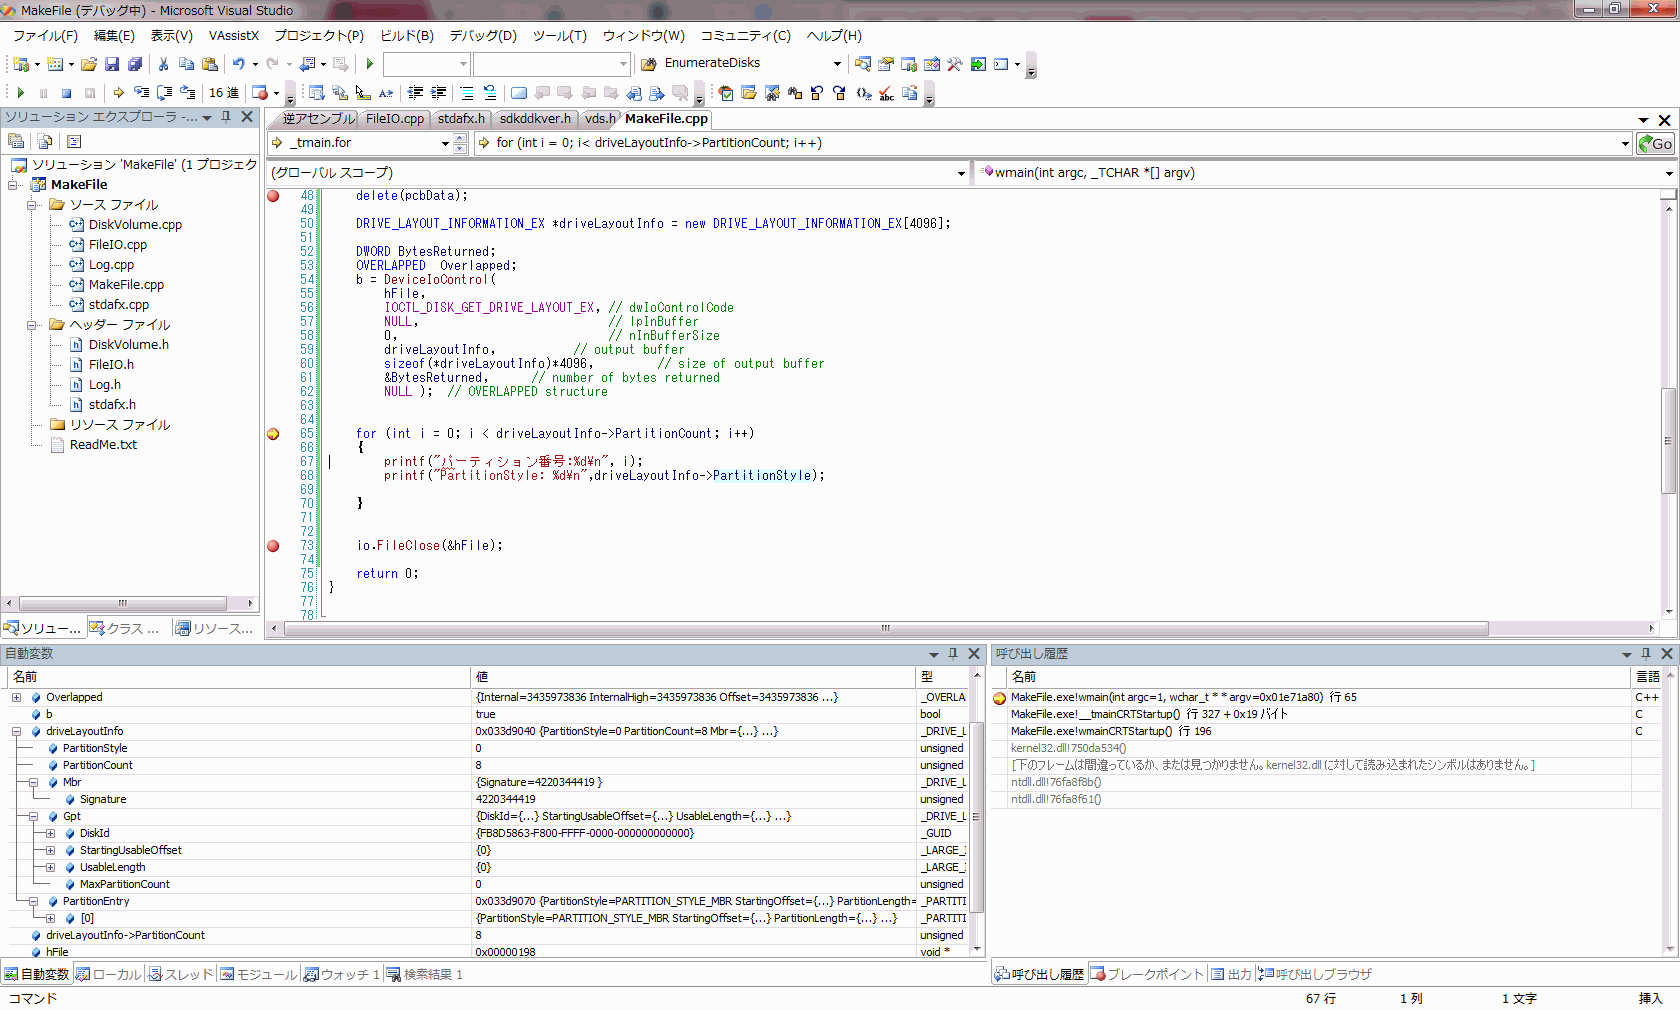 MakeFile (デバッグ中) - Microsoft Visual Studio
ファイル(F) 編集(E) 表示(V) VAssistX プロジェクト(P) ビルド(B) デバッグ(D) ツール(T) ウィンドウ(W) コミュニティ(C) ヘルプ(H)
EnumerateDisks
16 進
ソリューション エクスプローラ -...
ソリューション 'MakeFile' (1 プロジェク
MakeFile
ソース ファイル
DiskVolume.cpp
FileIO.cpp
Log.cpp
MakeFile.cpp
stdafx.cpp
ヘッダー ファイル
DiskVolume.h
FileIO.h
Log.h
stdafx.h
リソース ファイル
ReadMe.txt
ソリュー... クラス ... リソース...
逆アセンブル FileIO.cpp stdafx.h sdkddkver.h vds.h MakeFile.cpp
_tmain.for for (int i = 0; i< driveLayoutInfo->PartitionCount; i++) Go
(グローバル スコープ) wmain(int argc, _TCHAR *[] argv)
48 delete(pcbData);
49
50 DRIVE_LAYOUT_INFORMATION_EX *driveLayoutInfo = new DRIVE_LAYOUT_INFORMATION_EX[4096];
51
52 DWORD BytesReturned;
53 OVERLAPPED Overlapped;
54 b = DeviceIoControl(
55 hFile,
56 IOCTL_DISK_GET_DRIVE_LAYOUT_EX, // dwIoControlCode
57 NULL, // lpInBuffer
58 0, // nInBufferSize
59 driveLayoutInfo, // output buffer
60 sizeof(*driveLayoutInfo)*4096, // size of output buffer
61 &BytesReturned, // number of bytes returned
62 NULL ); // OVERLAPPED structure
63
64
65 for (int i = 0; i < driveLayoutInfo->PartitionCount; i++)
66 {
67 printf("パーティション番号:%d¥n", i);
68 printf("PartitionStyle: %d¥n",driveLayoutInfo->PartitionStyle);
69
70 }
71
72
73 io.FileClose(&hFile);
74
75 return 0;
76 }
77
78
自動変数
名前 値 型
Overlapped {Internal=3435973836 InternalHigh=3435973836 Offset=3435973836 ...} _OVERLA
b true bool
driveLayoutInfo 0x033d9040 {PartitionStyle=0 PartitionCount=8 Mbr={...} ...} _DRIVE_L
PartitionStyle 0 unsigned
PartitionCount 8 unsigned
Mbr {Signature=4220344419 } _DRIVE_L
Signature 4220344419 unsigned
Gpt {DiskId={...} StartingUsableOffset={...} UsableLength={...} ...} _DRIVE_L
DiskId {FB8D5863-F800-FFFF-0000-000000000000} _GUID
StartingUsableOffset {0} _LARGE_
UsableLength {0} _LARGE_
MaxPartitionCount 0 unsigned
PartitionEntry 0x033d9070 {PartitionStyle=PARTITION_STYLE_MBR StartingOffset={...} PartitionLength= _PARTITI
[0] {PartitionStyle=PARTITION_STYLE_MBR StartingOffset={...} PartitionLength={...} ...} _PARTITI
driveLayoutInfo->PartitionCount 8 unsigned
hFile 0x00000198 void *
自動変数 ローカル スレッド モジュール ウォッチ 1 検索結果 1
呼び出し履歴
名前 言語
MakeFile.exe!wmain(int argc=1, wchar_t * * argv=0x01e71a80) 行 65 C++
MakeFile.exe!__tmainCRTStartup() 行 327 + 0x19 バイト C
MakeFile.exe!wmainCRTStartup() 行 196 C
kernel32.dll!750da534()
[下のフレームは間違っているか、または見つかりません。kernel32.dll に対して読み込まれたシンボルはありません。]
ntdll.dll!76fa8f8b()
ntdll.dll!76fa8f61()
呼び出し履歴 ブレークポイント 出力 呼び出しブラウザ
コマンド 67 行 1 列 1 文字 挿入